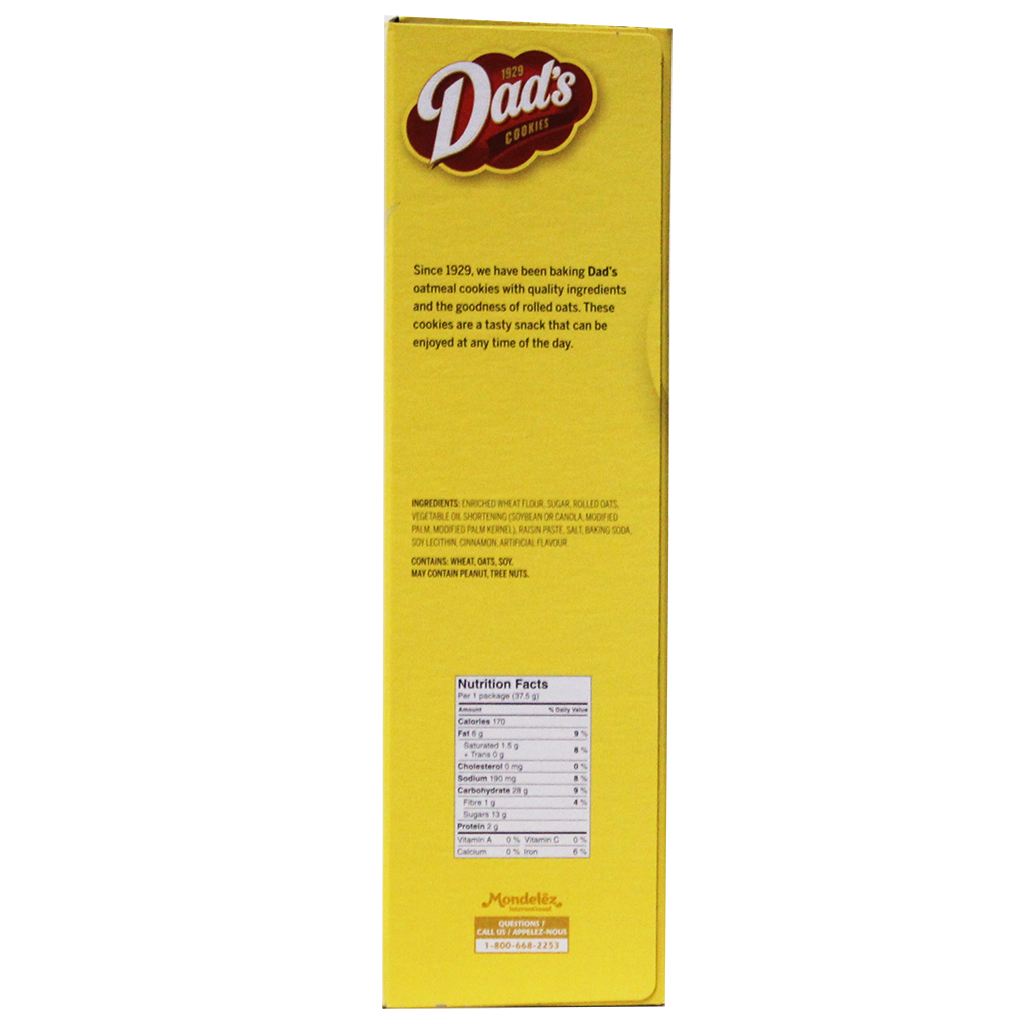 1929
Dad's
COOKIES
Since 1929, we have been baking Dad's
oatmeal cookies with quality ingredients
and the goodness of rolled oats. These
cookies are a tasty snack that can be
enjoyed at any time of the day.
INGREDIENTS: ENRICHED WHEAT FLOUR, SUGAR, ROLLED OATS,
VEGETABLE OIL SHORTENING (SOYBEAN OR CANOLA, MODIFIED
PALM, MODIFIED PALM KERNEL), RAISIN PASTE, SALT, BAKING SODA,
SOY LECITHIN, CINNAMON, ARTIFICIAL FLAVOUR
CONTAINS: WHEAT, OATS, SOY.
MAY CONTAIN PEANUT, TREE NUTS.
Nutrition Facts
Per 1 package (37.5 g)
Amount % Daily Value
Calories 170
Fat 6 g 9 %
Saturated 1.5 g
+ Trans 0 g 8 %
Cholesterol 0 mg 0 %
Sodium 190 mg 8 %
Carbohydrate 28 g 9 %
Fibre 1 g 4 %
Sugars 13 g
Protein 2 g
Vitamin A 0 % Vitamin C 0 %
Calcium 0 % Iron 6 %
Mondelēz
International
QUESTIONS ?
CALL US / APPELEZ-NOUS
1-800-668-2253